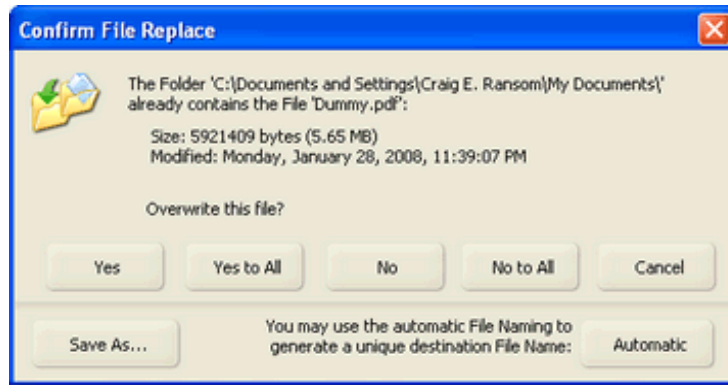 Confirm File Replace
The Folder 'C:\Documents and Settings\Craig E. Ransom\My Documents\'
already contains the File 'Dummy.pdf':
Size: 5921409 bytes (5.65 MB)
Modified: Monday, January 28, 2008, 11:39:07 PM
Overwrite this file?
Yes Yes to All No No to All Cancel
You may use the automatic File Naming to
Save As... generate a unique destination File Name: Automatic